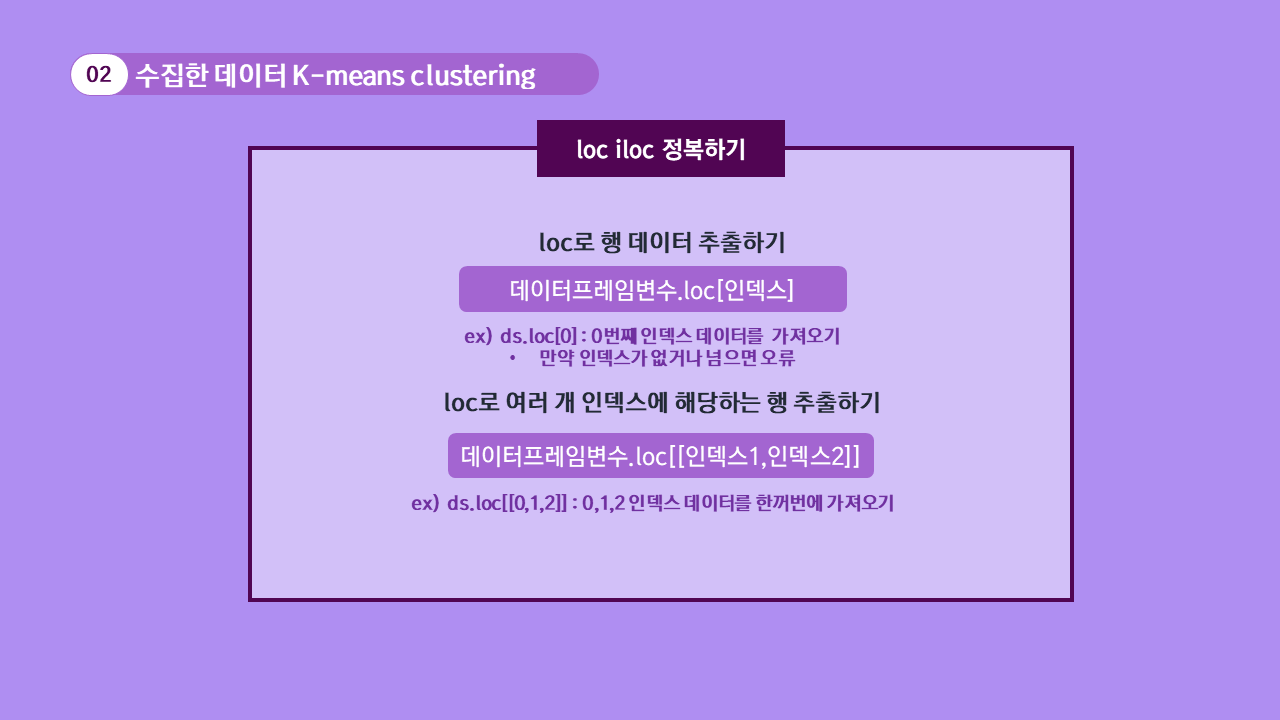 02 수집한 데이터 K-means clustering
loc iloc 정복하기
loc로 행 데이터 추출하기
데이터프레임변수.loc[인덱스]
ex) ds.loc[0] : 0번째 인덱스 데이터를 가져오기
• 만약 인덱스가 없거나 넘으면 오류
loc로 여러 개 인덱스에 해당하는 행 추출하기
데이터프레임변수.loc[[인덱스1,인덱스2]]
ex) ds.loc[[0,1,2]] : 0,1,2 인덱스 데이터를 한꺼번에 가져오기